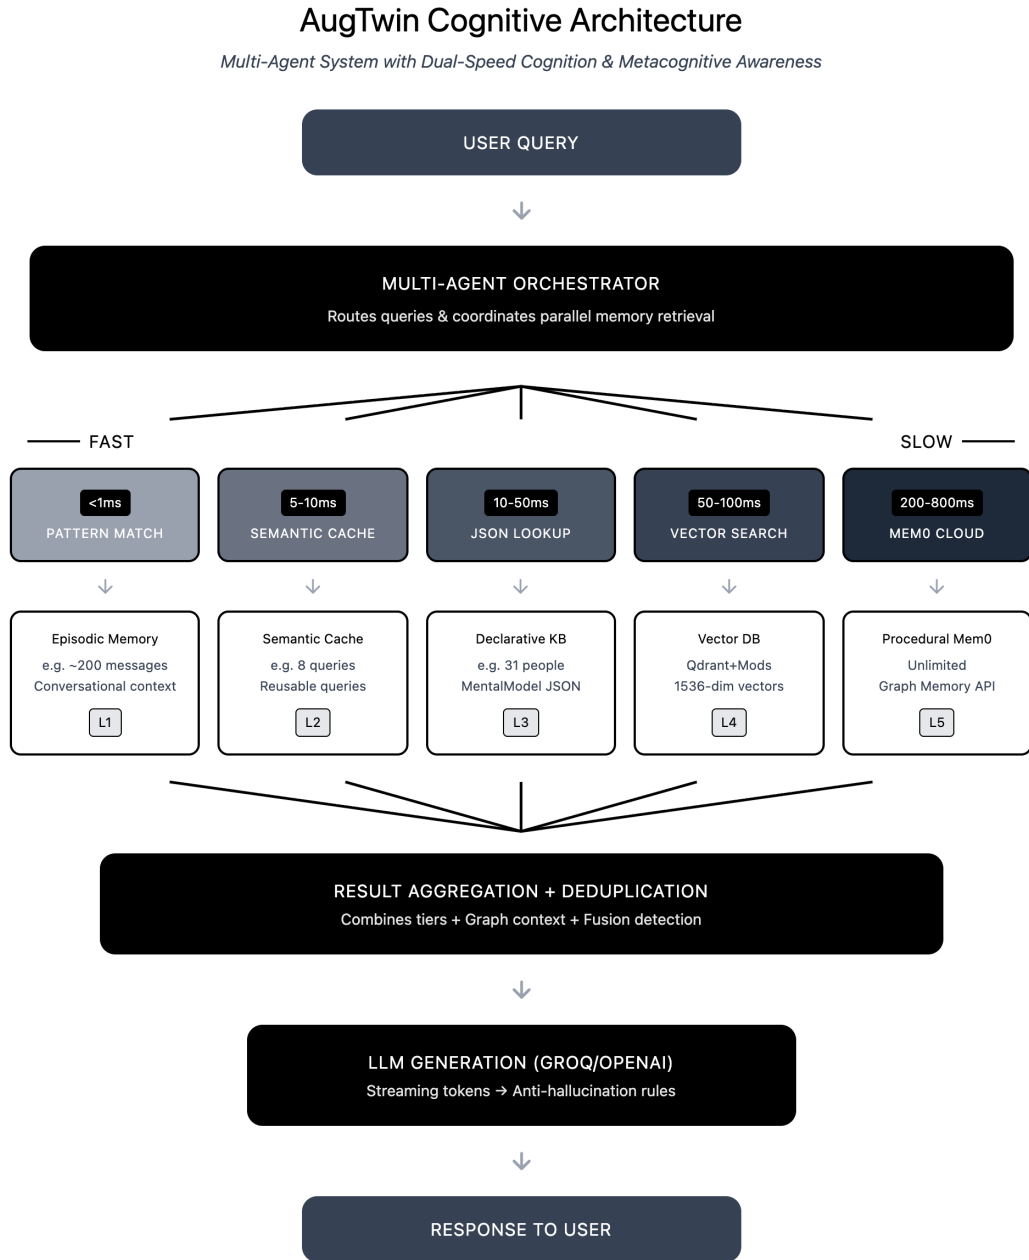 AugTwin Cognitive Architecture
Multi-Agent System with Dual-Speed Cognition & Metacognitive Awareness
USER QUERY
MULTI-AGENT ORCHESTRATOR
Routes queries & coordinates parallel memory retrieval
FAST
SLOW
<1ms
PATTERN MATCH
5-10ms
SEMANTIC CACHE
10-50ms
JSON LOOKUP
50-100ms
VECTOR SEARCH
200-800ms
MEM0 CLOUD
Episodic Memory
e.g. ~200 messages
Conversational context
L1
Semantic Cache
e.g. 8 queries
Reusable queries
L2
Declarative KB
e.g. 31 people
MentalModel JSON
L3
Vector DB
Qdrant+Mods
1536-dim vectors
L4
Procedural Mem0
Unlimited
Graph Memory API
L5
RESULT AGGREGATION + DEDUPLICATION
Combines tiers + Graph context + Fusion detection
LLM GENERATION (GROQ/OPENAI)
Streaming tokens → Anti-hallucination rules
RESPONSE TO USER